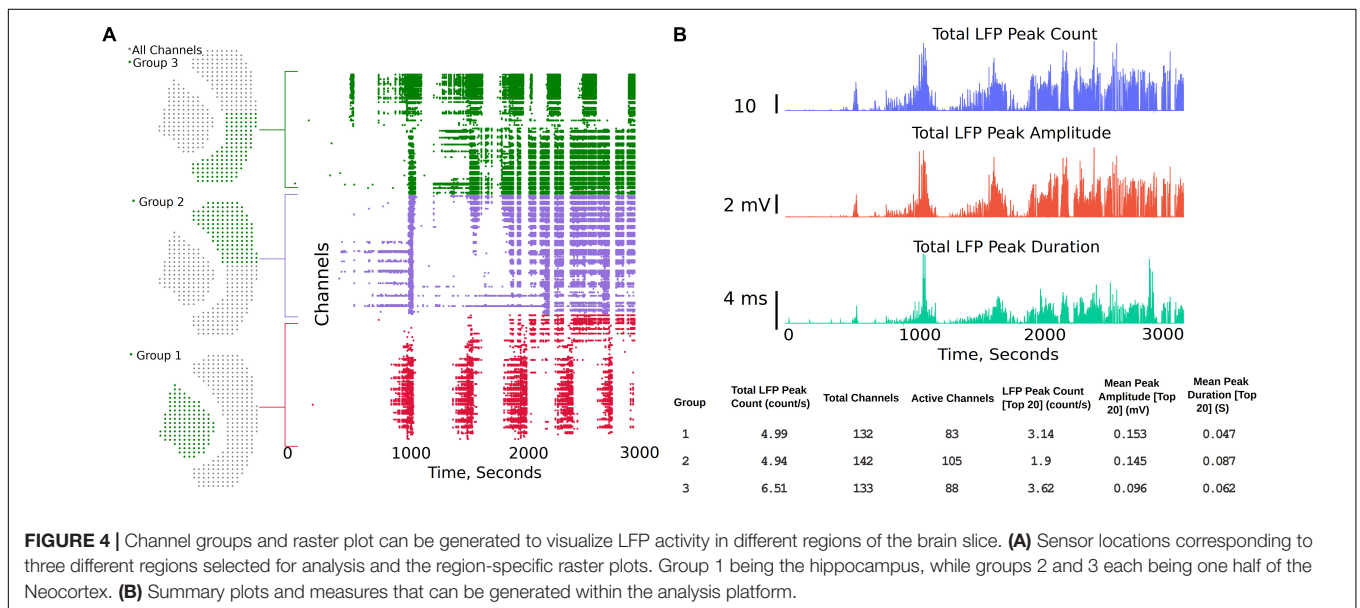 A
All Channels
Group 3
Group 2
Group 1
Channels
0 1000 2000 3000
Time, Seconds
B
Total LFP Peak Count
10
Total LFP Peak Amplitude
2 mV
Total LFP Peak Duration
4 ms
0 1000 2000 3000
Time, Seconds
Group Total LFP Peak Count (count/s) Total Channels Active Channels LFP Peak Count [Top 20] (count/s) Mean Peak Amplitude [Top 20] (mV) Mean Peak Duration [Top 20] (S)
1 4.99 132 83 3.14 0.153 0.047
2 4.94 142 105 1.9 0.145 0.087
3 6.51 133 88 3.62 0.096 0.062
FIGURE 4 | Channel groups and raster plot can be generated to visualize LFP activity in different regions of the brain slice. (A) Sensor locations corresponding to
three different regions selected for analysis and the region-specific raster plots. Group 1 being the hippocampus, while groups 2 and 3 each being one half of the
Neocortex. (B) Summary plots and measures that can be generated within the analysis platform.